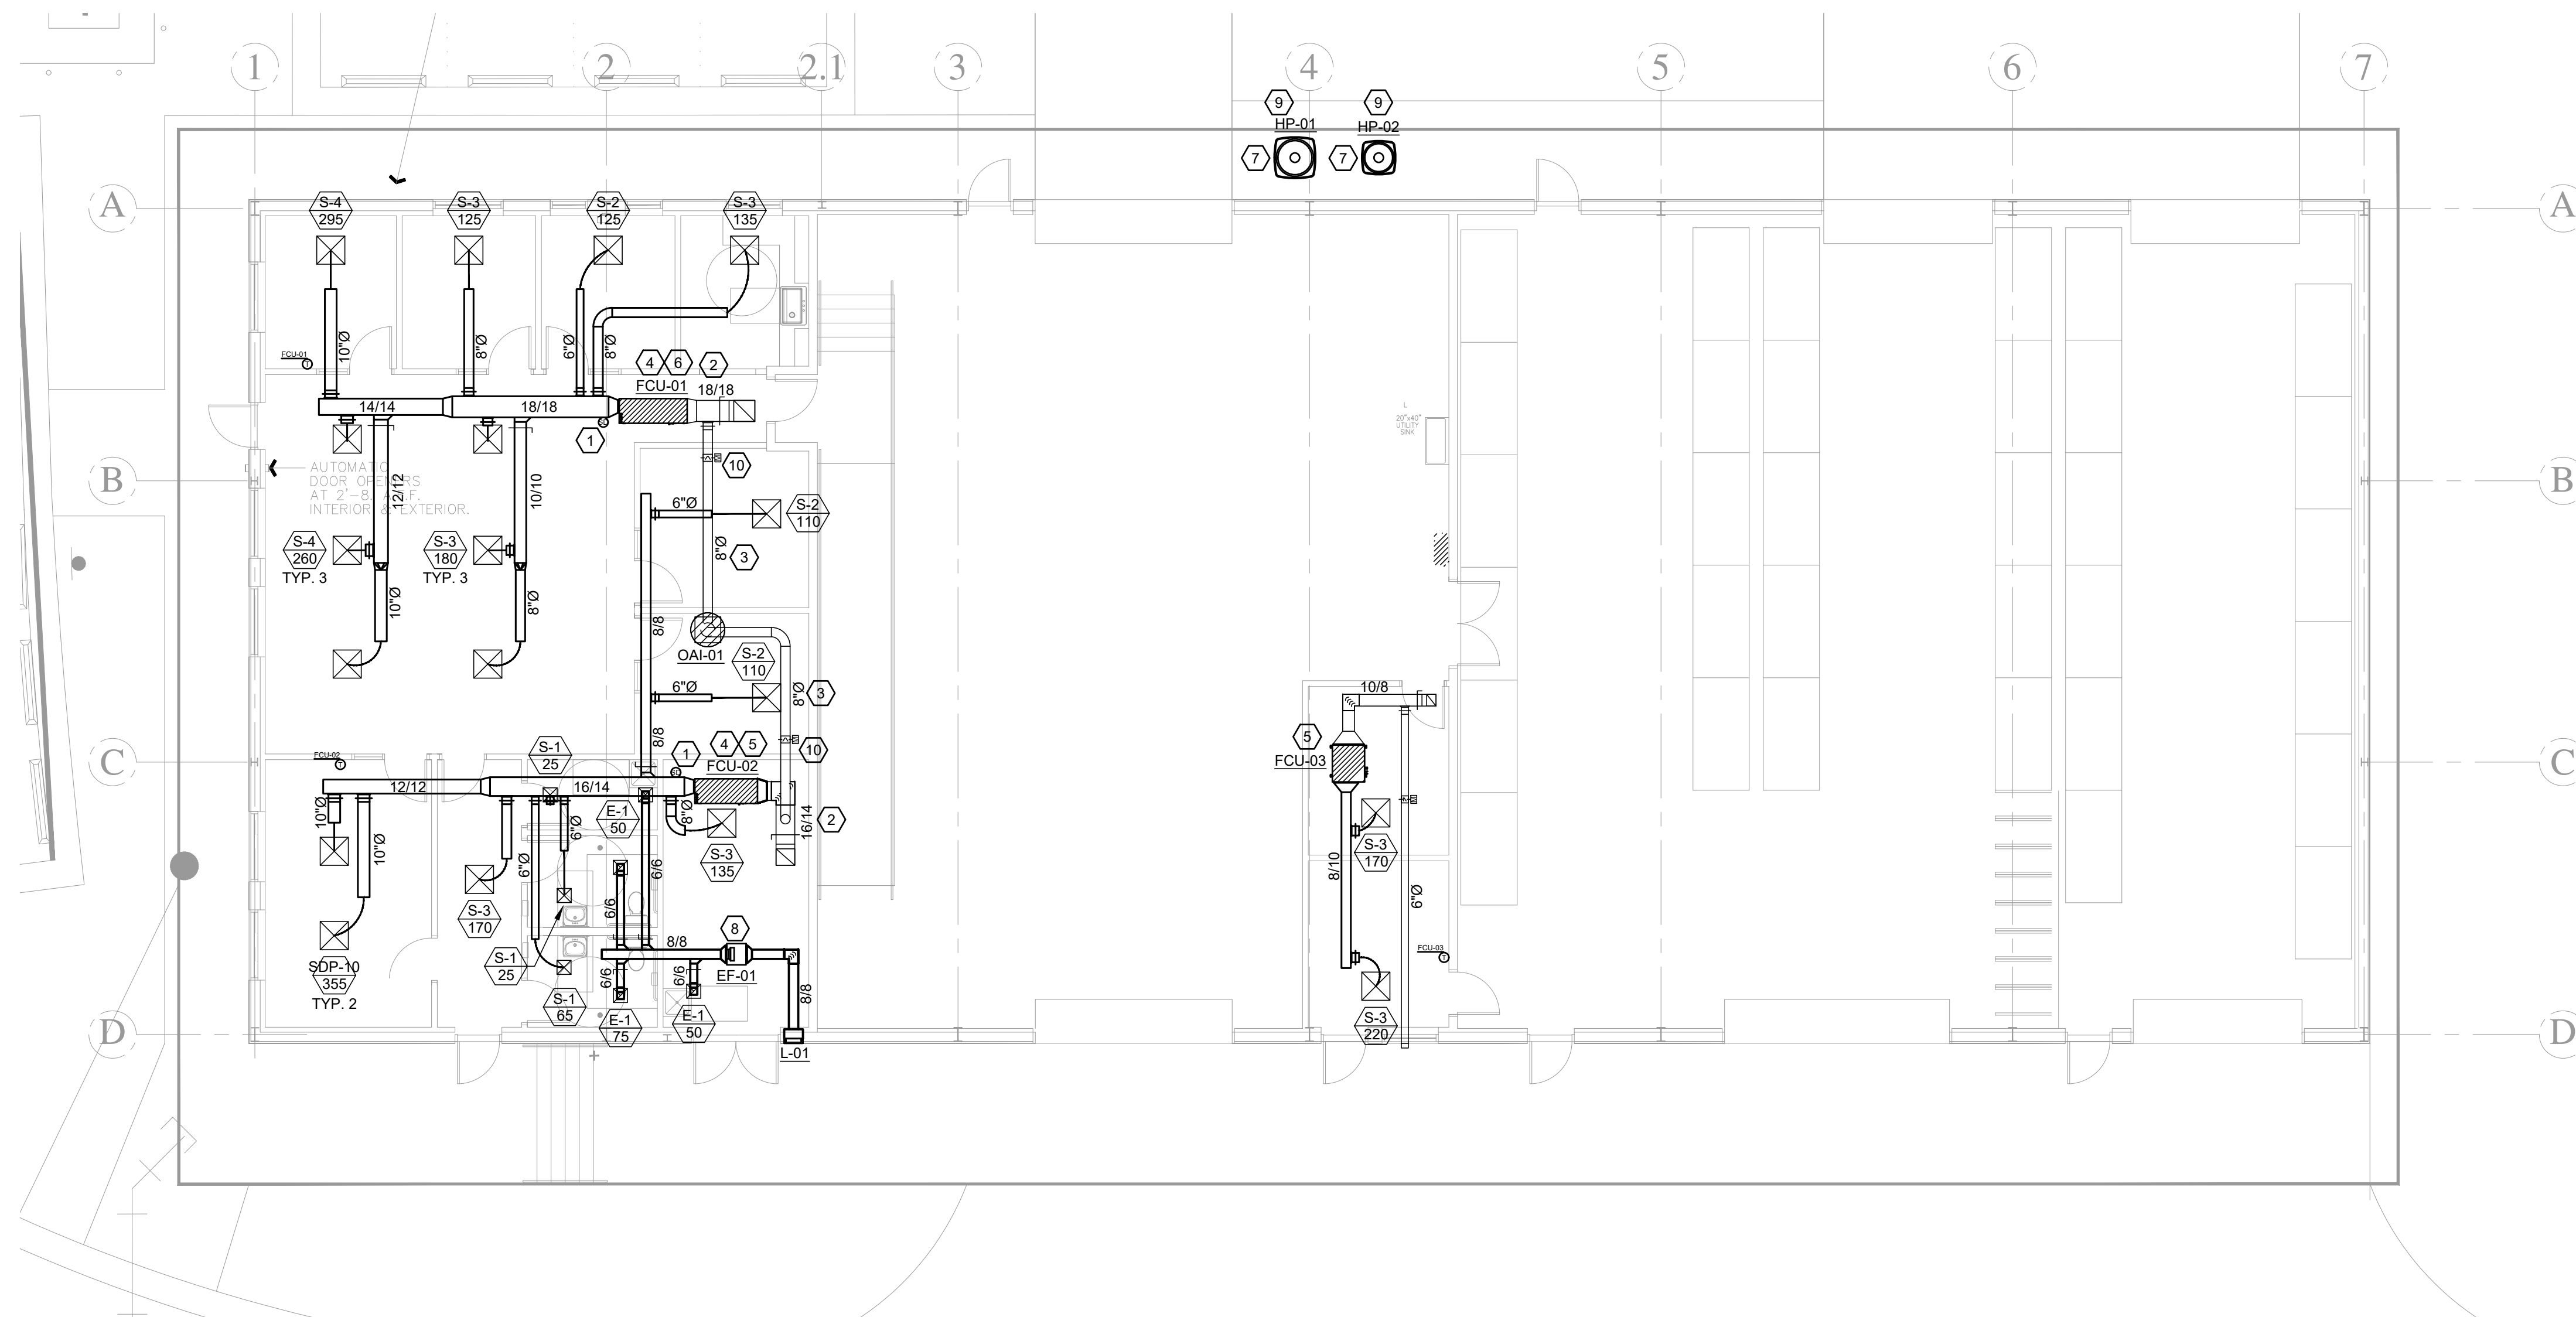 1
2
2.1
3
4
5
6
7
9
9
HP-01
HP-02
7
7
A
A
S-4
295
S-3
125
S-2
125
S-3
135
10"Ø
8"Ø
6"Ø
8"Ø
FCU-01
4
6
2
FCU-01
18/18
14/14
18/18
1
L
20"x40"
UTILITY
SINK
B
B
AUTOMATIC
DOOR OPENERS
AT 2'-8. A.F.F.
INTERIOR & EXTERIOR.
12/12
10/10
10
6"Ø
S-2
110
S-4
260
TYP. 3
S-3
180
TYP. 3
8"Ø
3
10"Ø
8"Ø
8/8
OAI-01
S-2
110
6"Ø
8"Ø
3
10/8
8/8
5
FCU-03
FCU-02
S-1
25
1
4
5
FCU-02
10
C
C
12/12
16/14
10"Ø
10"Ø
6"Ø
6"Ø
E-1
50
8"Ø
16/14
2
S-3
135
S-3
170
8/10
6"Ø
6/6
6/6
S-3
170
8/8
8
EF-01
FCU-03
S-1
25
SDP-10
355
TYP. 2
6/6
6/6
8/8
S-1
65
E-1
75
E-1
50
S-3
220
L-01
D
D